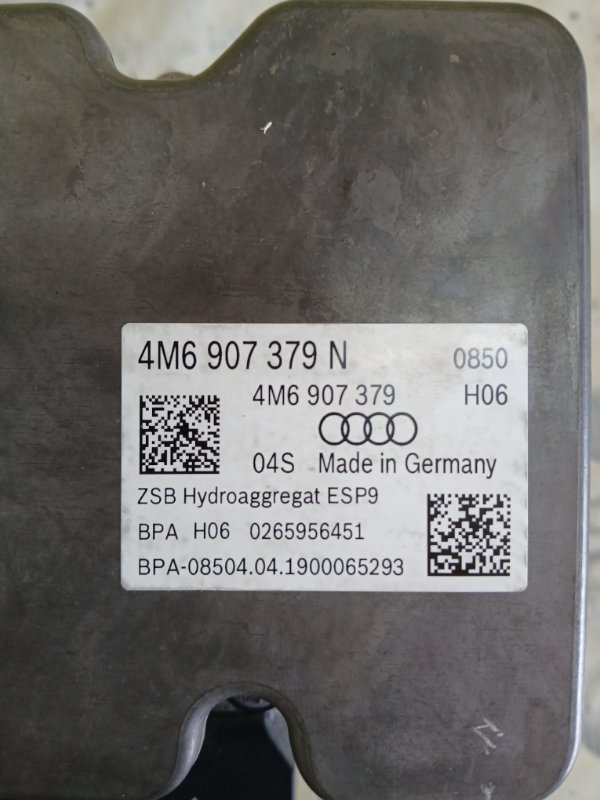 4M6 907 379 N 0850
4M6 907 379 H06
04S Made in Germany
ZSB Hydroaggregat ESP9
BPA H06 0265956451
BPA-08504.04.1900065293